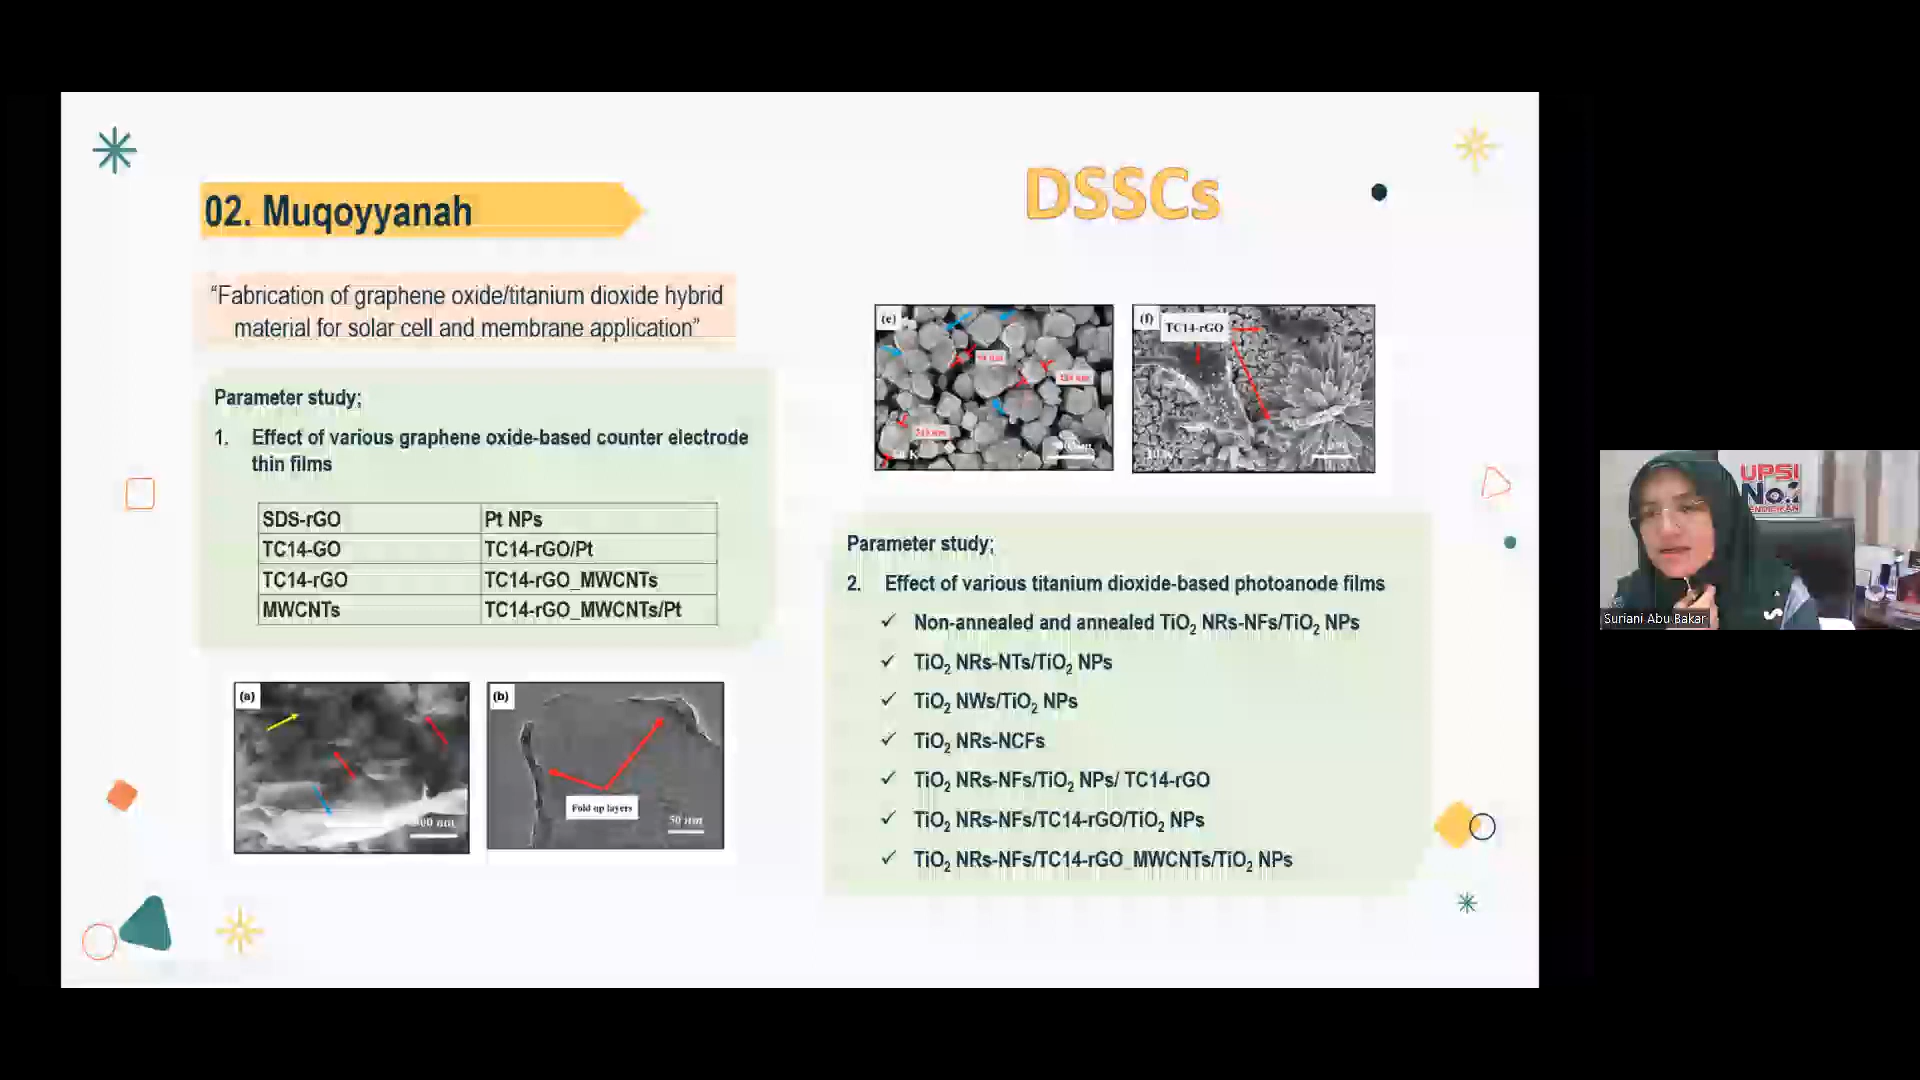 02. Muqoyyanah
“Fabrication of graphene oxide/titanium dioxide hybrid
material for solar cell and membrane application”
Parameter study;
1. Effect of various graphene oxide-based counter electrode
thin films
SDS-rGO Pt NPs
TC14-GO TC14-rGO/Pt
TC14-rGO TC14-rGO_MWCNTs
MWCNTs TC14-rGO_MWCNTs/Pt
(a)
(b)
Fold up layers
50 nm
DSSCs
(e)
(f)
TC14-rGO
Parameter study;
2. Effect of various titanium dioxide-based photoanode films
✓ Non-annealed and annealed TiO₂ NRs-NFs/TiO₂ NPs
✓ TiO₂ NRs-NTs/TiO₂ NPs
✓ TiO₂ NWs/TiO₂ NPs
✓ TiO₂ NRs-NCFs
✓ TiO₂ NRs-NFs/TiO₂ NPs/ TC14-rGO
✓ TiO₂ NRs-NFs/TC14-rGO/TiO₂ NPs
✓ TiO₂ NRs-NFs/TC14-rGO_MWCNTs/TiO₂ NPs
UPSI
No.
Suriani Abu Bakar